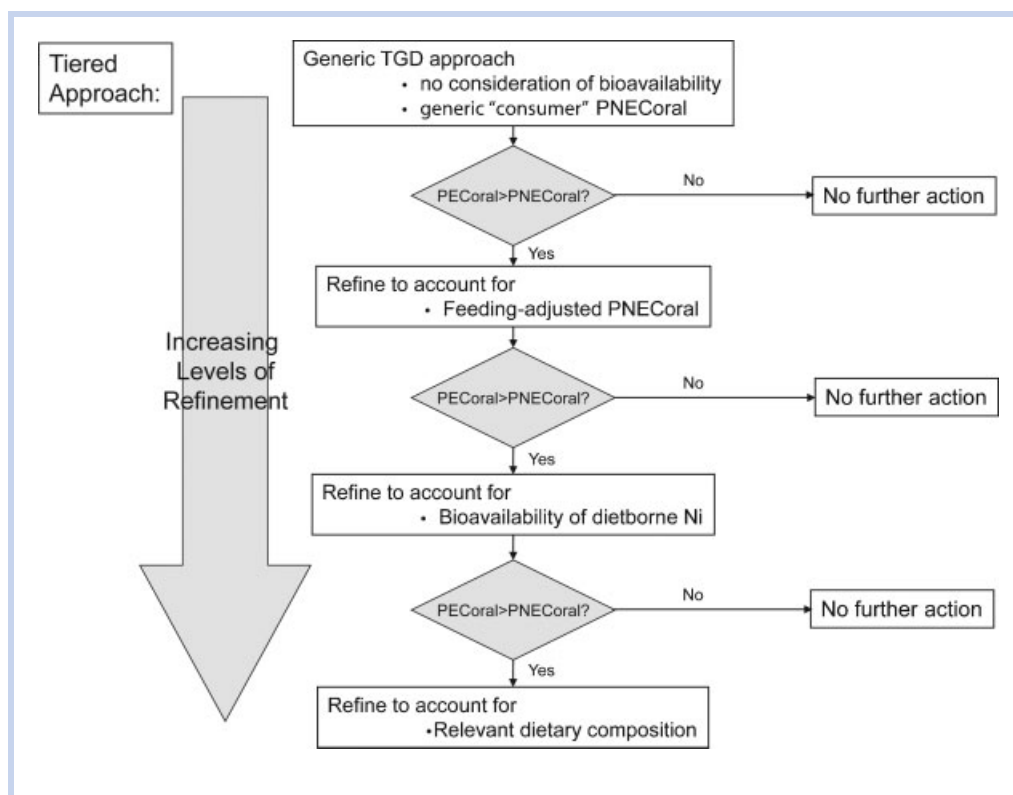 Tiered
Approach:
Generic TGD approach
• no consideration of bioavailability
• generic “consumer” PNECoral
PECoral>PNECoral?
No
No further action
Yes
Refine to account for
• Feeding-adjusted PNECoral
Increasing
Levels of
Refinement
PECoral>PNECoral?
No
No further action
Yes
Refine to account for
• Bioavailability of dietborne Ni
PECoral>PNECoral?
No
No further action
Yes
Refine to account for
•Relevant dietary composition